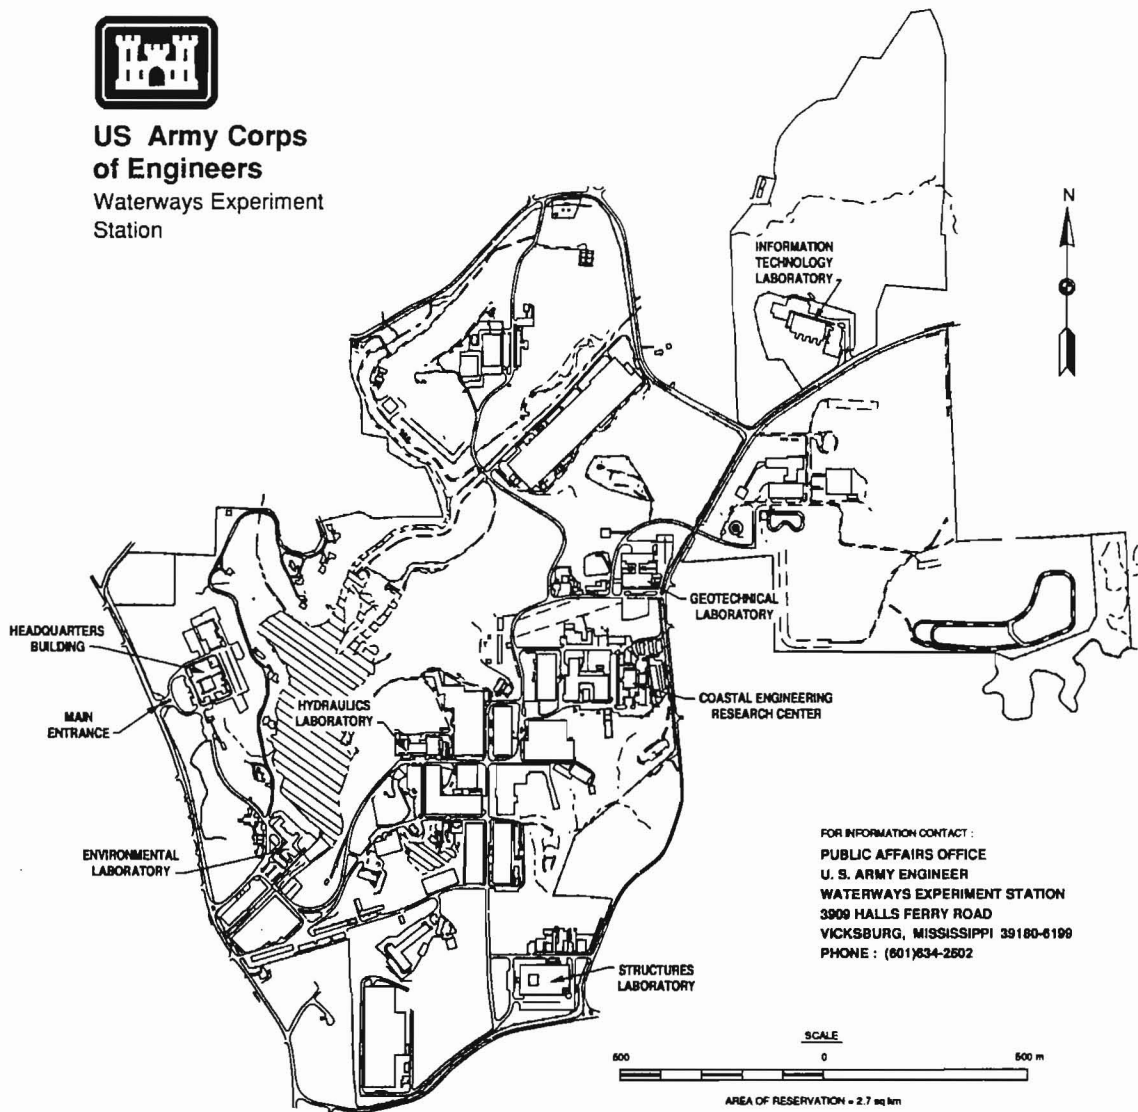 US Army Corps
of Engineers
Waterways Experiment
Station
N
INFORMATION
TECHNOLOGY
LABORATORY
GEOTECHNICAL
LABORATORY
HEADQUARTERS
BUILDING
MAIN
ENTRANCE
HYDRAULICS
LABORATORY
COASTAL ENGINEERING
RESEARCH CENTER
ENVIRONMENTAL
LABORATORY
STRUCTURES
LABORATORY
FOR INFORMATION CONTACT :
PUBLIC AFFAIRS OFFICE
U. S. ARMY ENGINEER
WATERWAYS EXPERIMENT STATION
3909 HALLS FERRY ROAD
VICKSBURG, MISSISSIPPI 39180-6199
PHONE : (601)634-2502
SCALE
500 0 500 m
AREA OF RESERVATION = 2.7 sq km